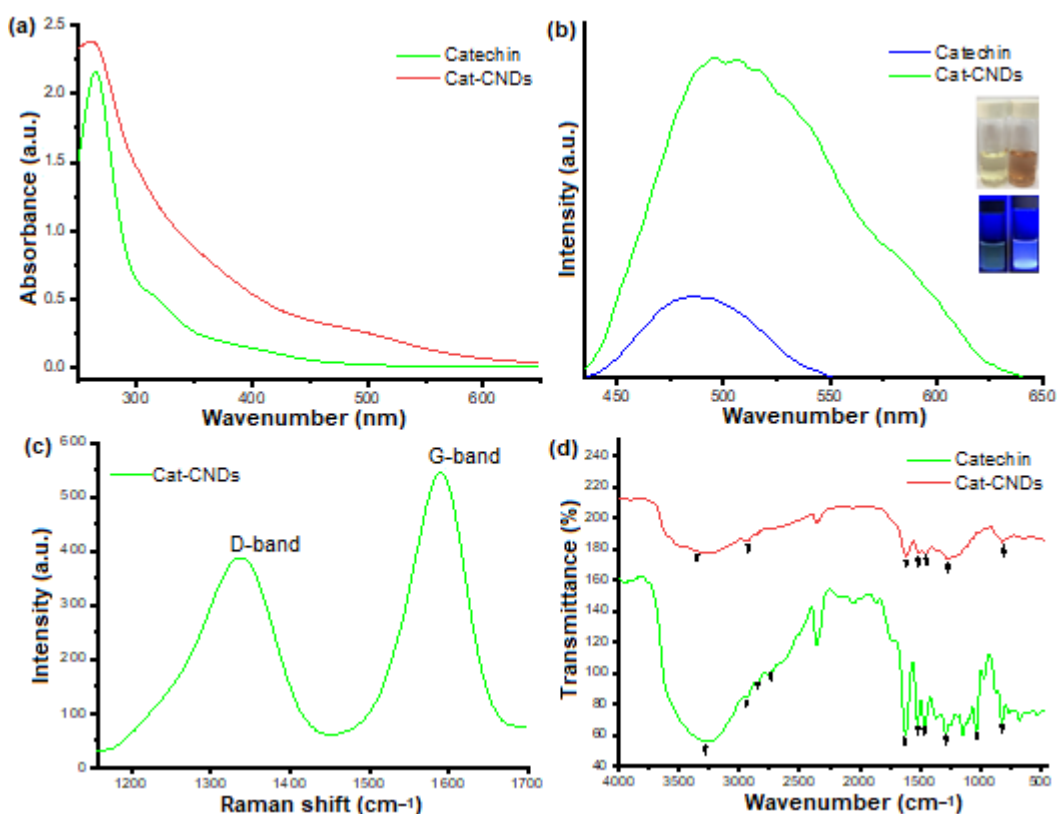 (a)
Catechin
Cat-CNDs
Absorbance (a.u.)
2.5
2.0
1.5
1.0
0.5
0.0
300 400 500 600
Wavenumber (nm)
(b)
Catechin
Cat-CNDs
Intensity (a.u.)
450 500 550 600 650
Wavenumber (nm)
(c)
Cat-CNDs
D-band
G-band
Intensity (a.u.)
600
500
400
300
200
100
0
1200 1300 1400 1500 1600 1700
Raman shift (cm⁻¹)
(d)
Catechin
Cat-CNDs
Transmittance (%)
240
220
200
180
160
140
120
100
80
60
40
4000 3500 3000 2500 2000 1500 1000 500
Wavenumber (cm⁻¹)